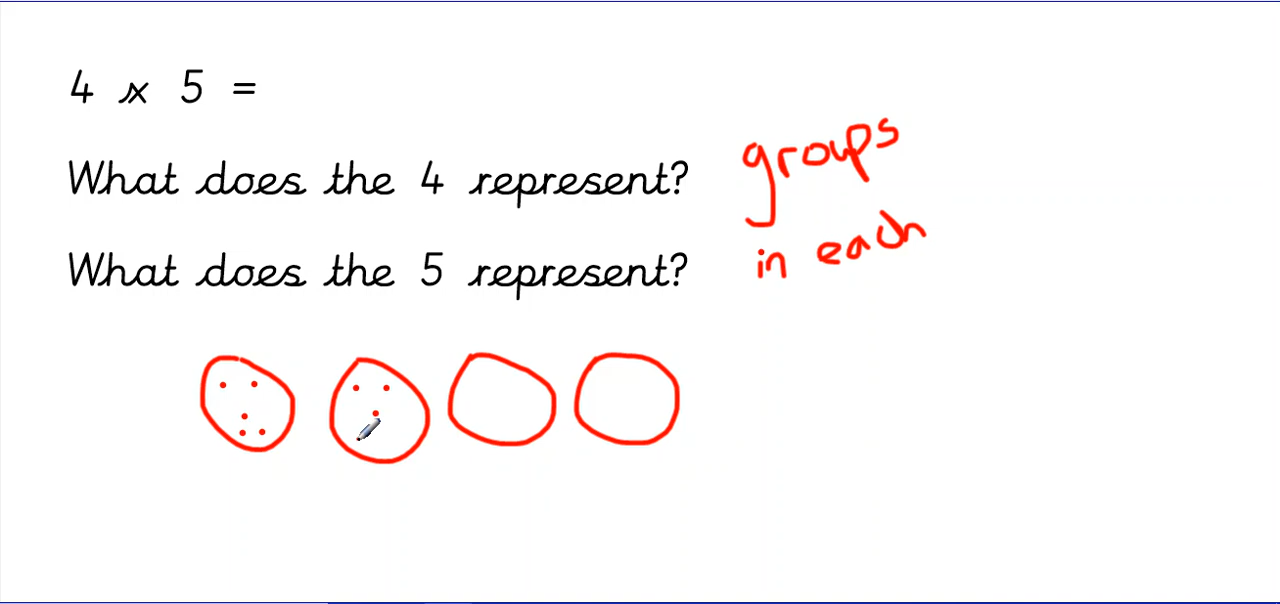 4 x 5 =
What does the 4 represent? groups
What does the 5 represent? in each